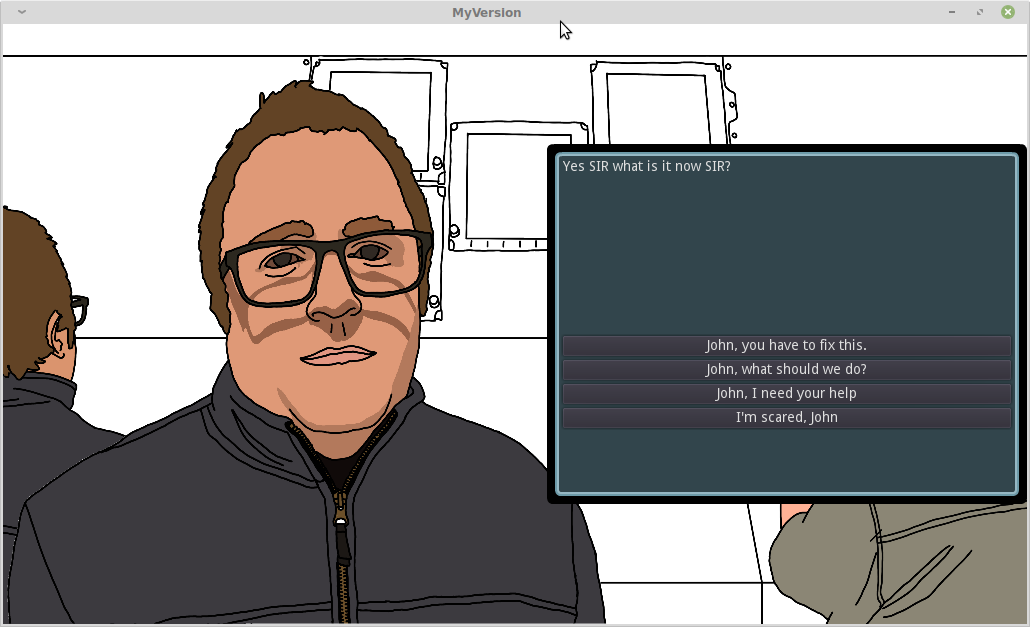 MyVersion
Yes SIR what is it now SIR?
John, you have to fix this.
John, what should we do?
John, I need your help
I'm scared, John